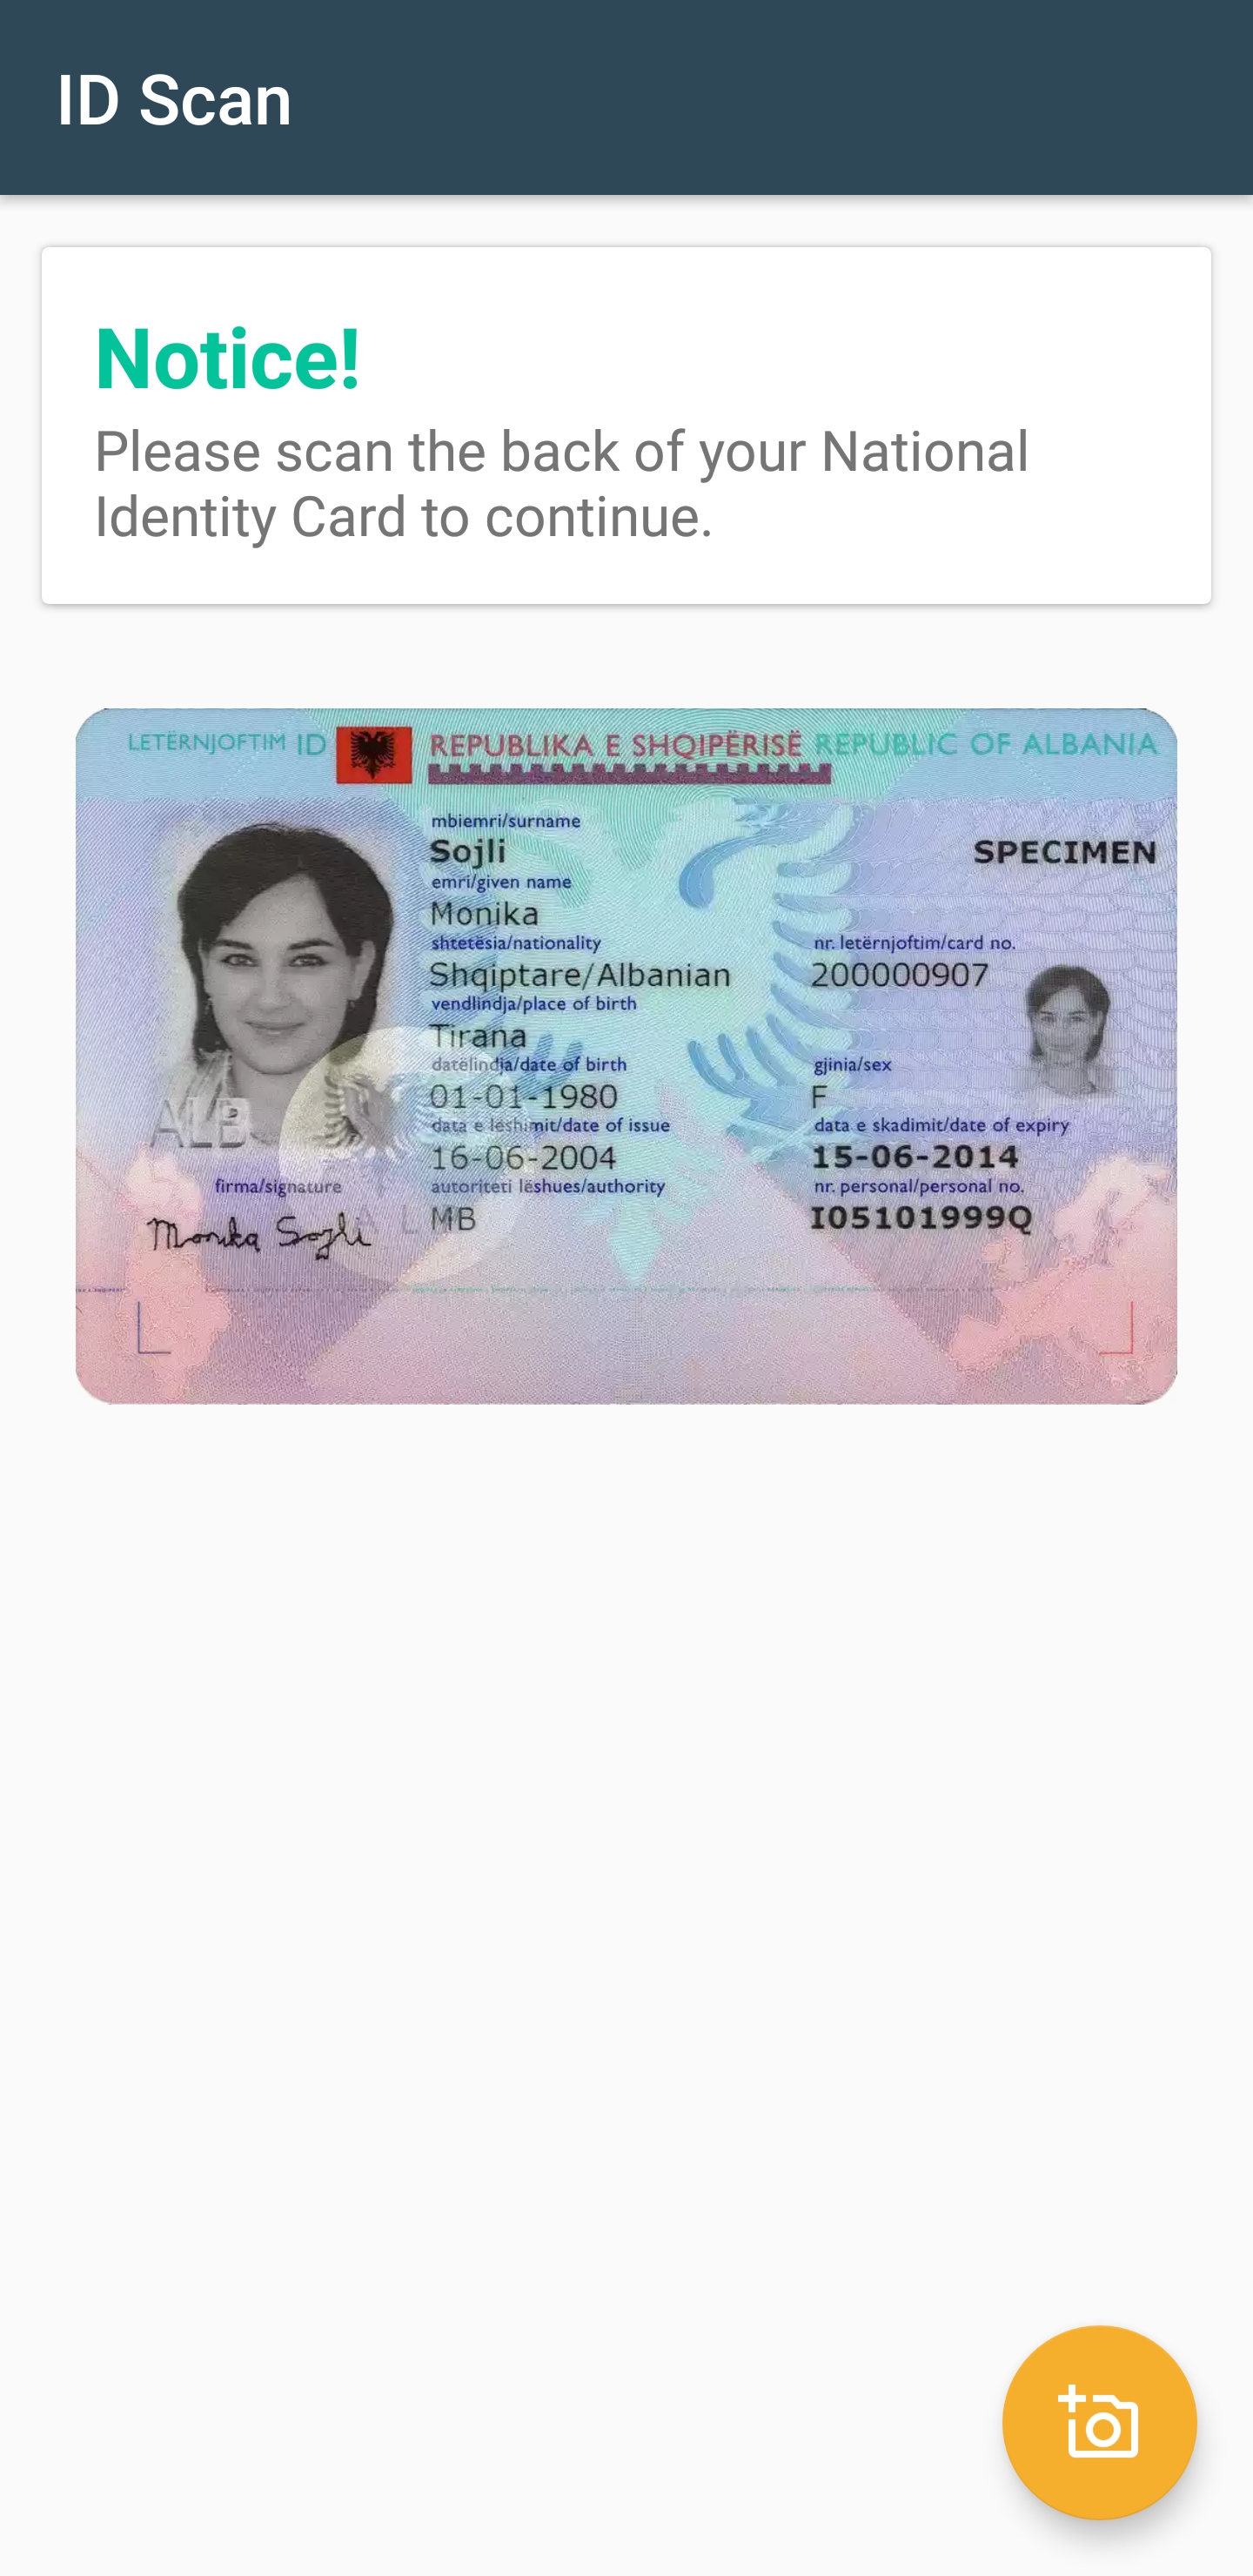 ID Scan
Notice!
Please scan the back of your National
Identity Card to continue.
LETËRNJOFTIM ID REPUBLIKA E SHQIPËRISË REPUBLIC OF ALBANIA
mbiemri/surname
Sojli SPECIMEN
emri/given name
Monika
shtetësia/nationality nr. letërnjoftim/card no.
Shqiptare/Albanian 200000907
vendlindja/place of birth
Tirana
datëlindja/date of birth gjinia/sex
01-01-1980 F
data e lëshimit/date of issue data e skadimit/date of expiry
ALB
16-06-2004 15-06-2014
firma/signature autoriteti lëshues/authority nr. personal/personal no.
Monika Sojli MB I05101999Q